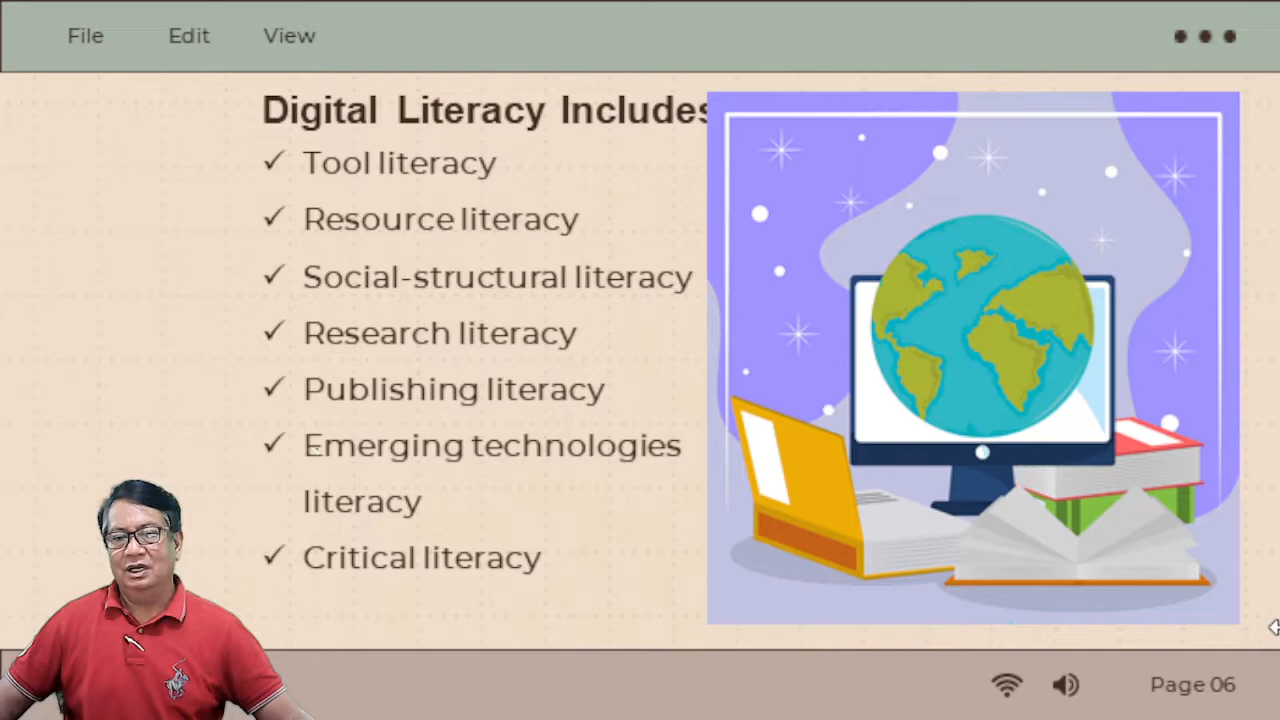 File Edit View
Digital Literacy Includes
✓ Tool literacy
✓ Resource literacy
✓ Social-structural literacy
✓ Research literacy
✓ Publishing literacy
✓ Emerging technologies
literacy
✓ Critical literacy
Page 06